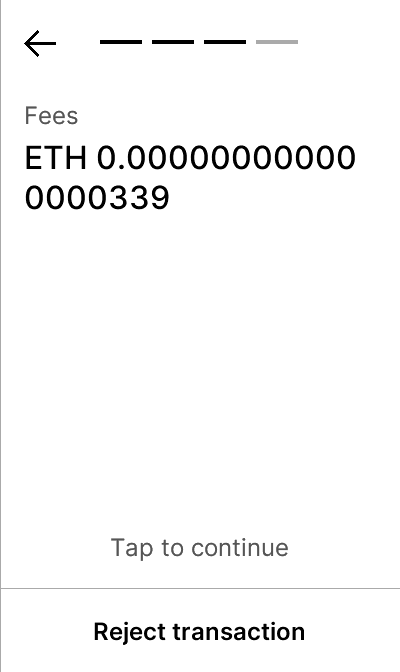 Fees
ETH 0.00000000000
0000339
Tap to continue
Reject transaction